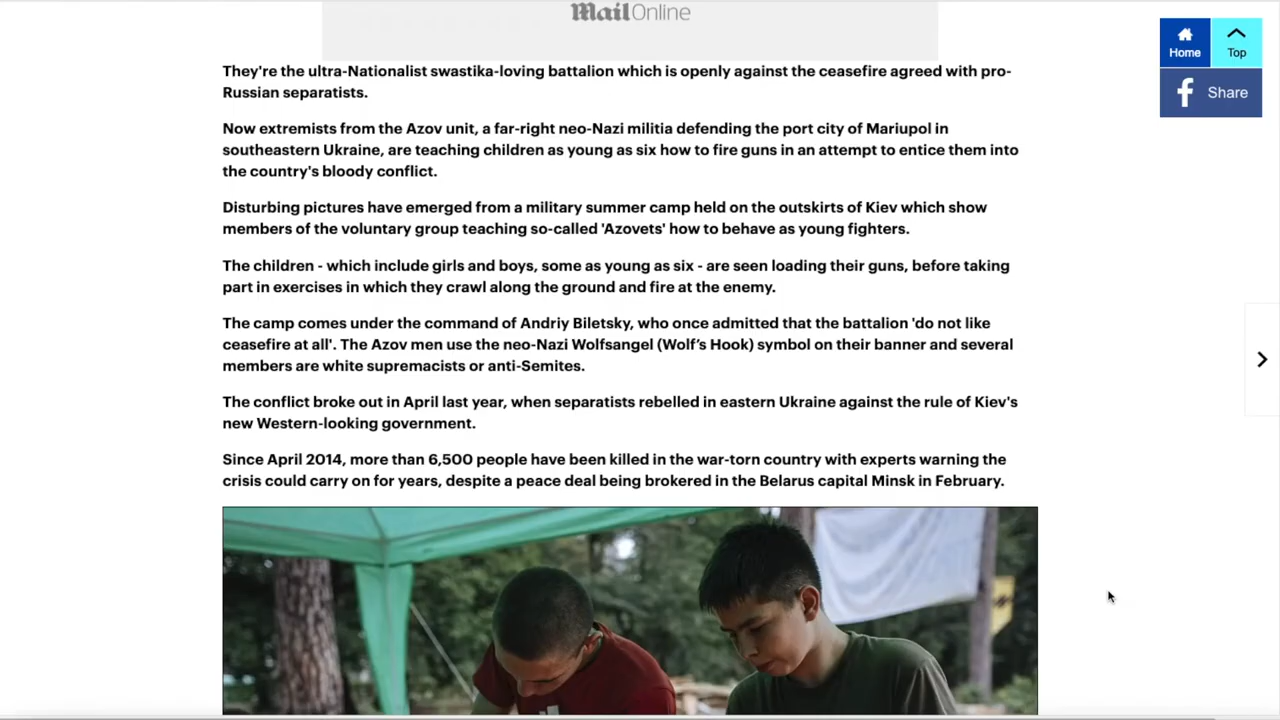 MailOnline
Home
Top
Share
They're the ultra-Nationalist swastika-loving battalion which is openly against the ceasefire agreed with pro-
Russian separatists.
Now extremists from the Azov unit, a far-right neo-Nazi militia defending the port city of Mariupol in
southeastern Ukraine, are teaching children as young as six how to fire guns in an attempt to entice them into
the country's bloody conflict.
Disturbing pictures have emerged from a military summer camp held on the outskirts of Kiev which show
members of the voluntary group teaching so-called 'Azovets' how to behave as young fighters.
The children - which include girls and boys, some as young as six - are seen loading their guns, before taking
part in exercises in which they crawl along the ground and fire at the enemy.
The camp comes under the command of Andriy Biletsky, who once admitted that the battalion 'do not like
ceasefire at all'. The Azov men use the neo-Nazi Wolfsangel (Wolf’s Hook) symbol on their banner and several
members are white supremacists or anti-Semites.
The conflict broke out in April last year, when separatists rebelled in eastern Ukraine against the rule of Kiev's
new Western-looking government.
Since April 2014, more than 6,500 people have been killed in the war-torn country with experts warning the
crisis could carry on for years, despite a peace deal being brokered in the Belarus capital Minsk in February.